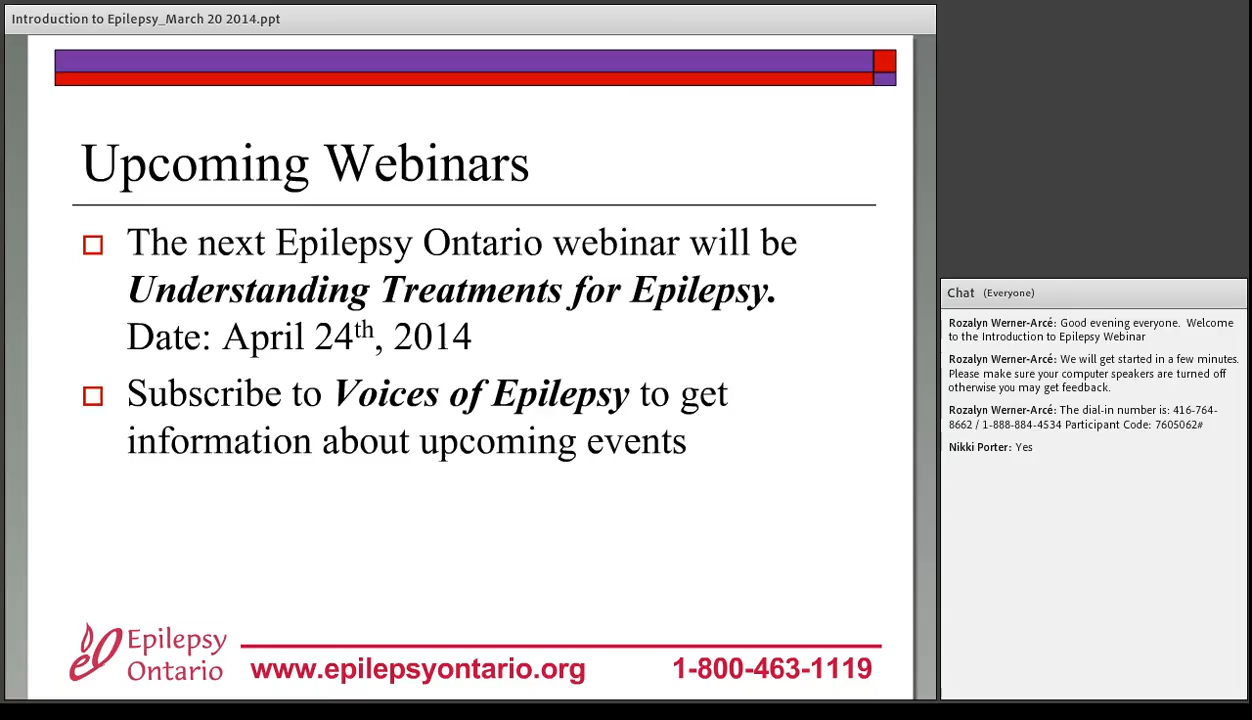 Introduction to Epilepsy_March 20 2014.ppt
Upcoming Webinars
The next Epilepsy Ontario webinar will be
Understanding Treatments for Epilepsy.
Date: April 24th, 2014
Subscribe to Voices of Epilepsy to get
information about upcoming events
Epilepsy
Ontario
www.epilepsyontario.org 1-800-463-1119
Chat (Everyone)
Rozalyn Werner-Arcé: Good evening everyone. Welcome
to the Introduction to Epilepsy Webinar
Rozalyn Werner-Arcé: We will get started in a few minutes.
Please make sure your computer speakers are turned off
otherwise you may get feedback.
Rozalyn Werner-Arcé: The dial-in number is: 416-764-
8662 / 1-888-884-4534 Participant Code: 7605062#
Nikki Porter: Yes